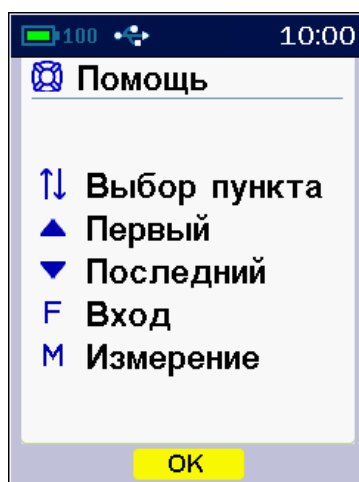 100 10:00
Помощь
↑↓ Выбор пункта
▲ Первый
▼ Последний
F Вход
M Измерение
OK